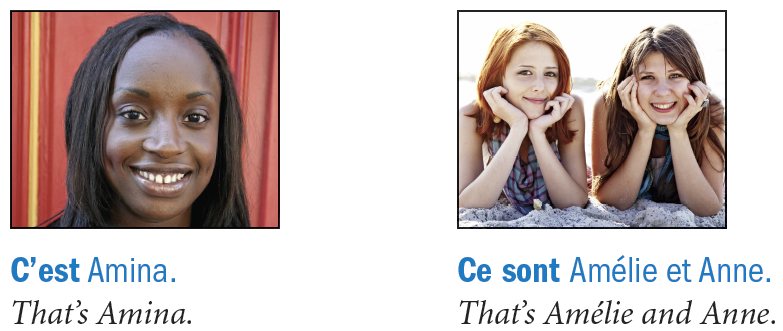 C'est Amina.
That's Amina.
Ce sont Amélie et Anne.
That's Amélie and Anne.